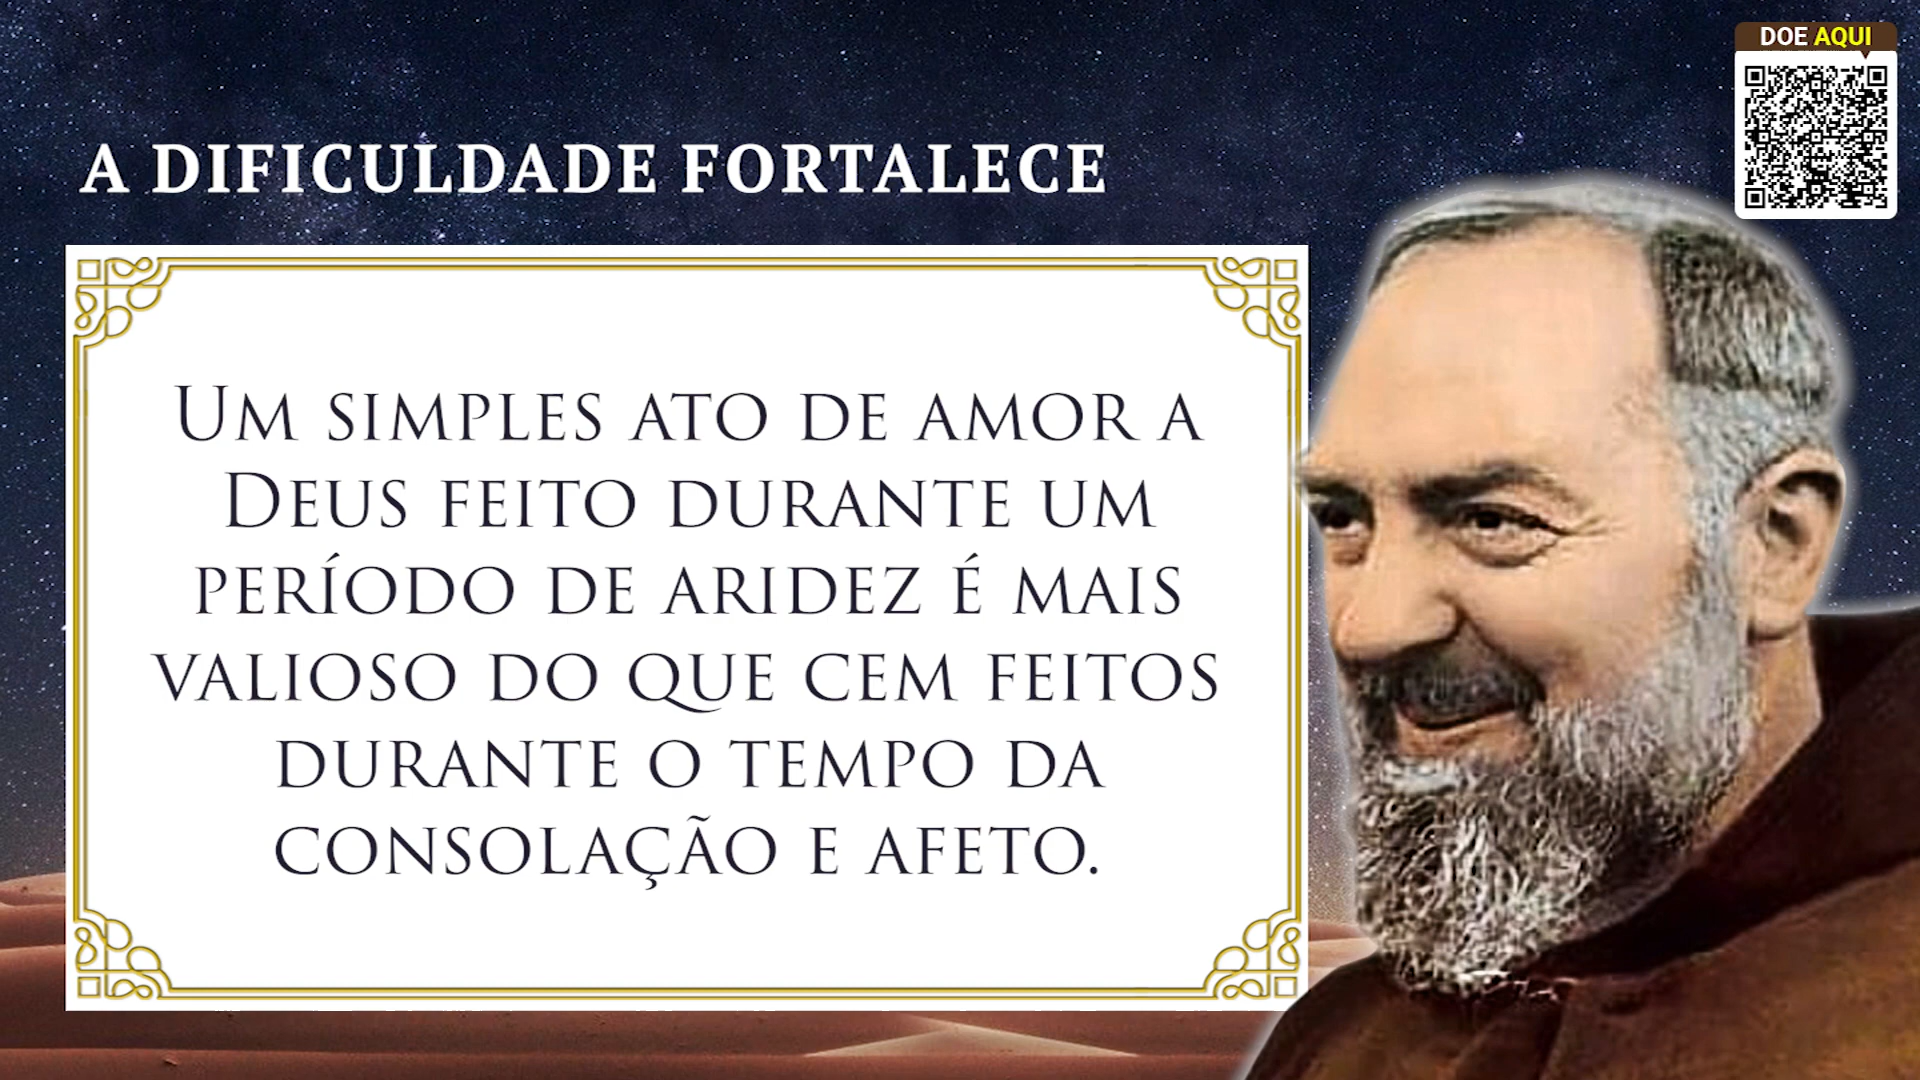 DOE AQUI
A DIFICULDADE FORTALECE
UM SIMPLES ATO DE AMOR A
DEUS FEITO DURANTE UM
PERÍODO DE ARIDEZ É MAIS
VALIOSO DO QUE CEM FEITOS
DURANTE O TEMPO DA
CONSOLAÇÃO E AFETO.